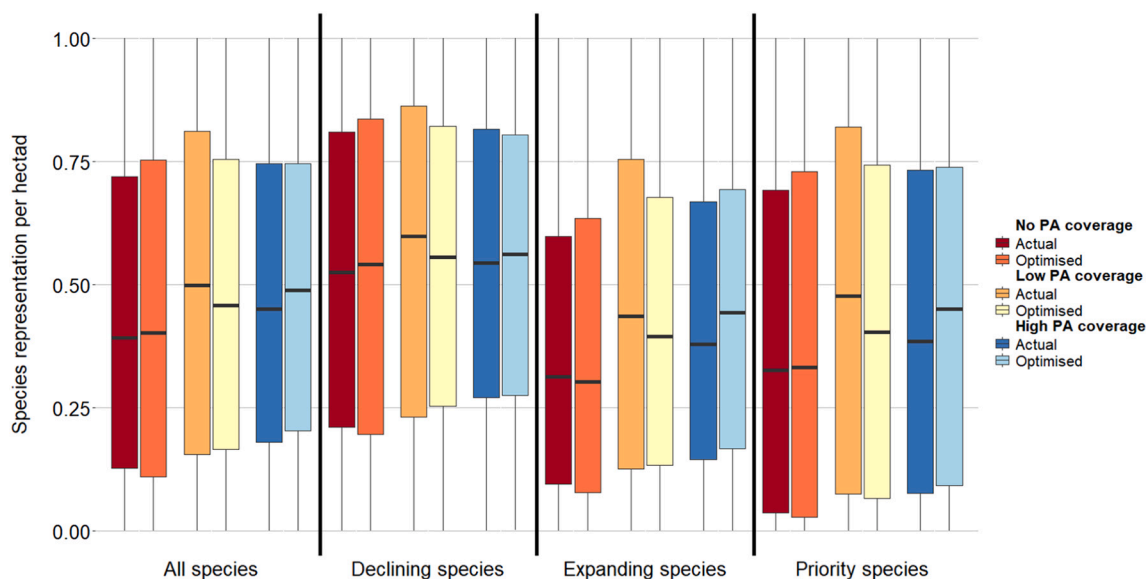 Species representation per hectad
1.00
0.75
0.50
0.25
0.00
All species
Declining species
Expanding species
Priority species
No PA coverage
Actual
Optimised
Low PA coverage
Actual
Optimised
High PA coverage
Actual
Optimised